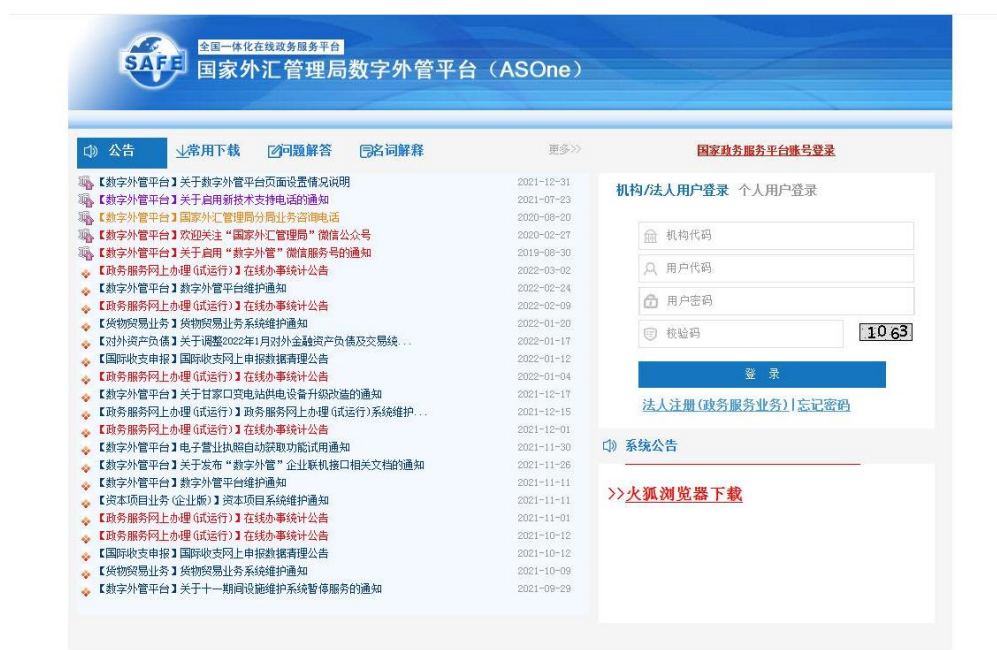 SAFE
全国一体化在线政务服务平台
国家外汇管理局数字外管平台（ASOne）
公告 常用下载 问题解答 名词解释 更多>>
国家政务服务平台账号登录
【数字外管平台】关于数字外管平台页面设置情况说明 2021-12-31
【数字外管平台】关于启用新技术支持电话的通知 2021-07-23
【数字外管平台】国家外汇管理局分局业务咨询电话 2020-08-20
【数字外管平台】欢迎关注“国家外汇管理局”微信公众号 2020-02-27
【数字外管平台】关于启用“数字外管”微信服务号的通知 2019-08-30
【政务服务网上办理(试运行)】在线办事统计公告 2022-03-02
【数字外管平台】数字外管平台维护通知 2022-02-24
【政务服务网上办理(试运行)】在线办事统计公告 2022-02-09
【货物贸易业务】货物贸易业务系统维护通知 2022-01-20
【对外资产负债】关于调整2022年1月对外金融资产负债及交易统... 2022-01-17
【国际收支申报】国际收支网上申报数据清理公告 2022-01-12
【政务服务网上办理(试运行)】在线办事统计公告 2022-01-04
【数字外管平台】关于甘家口变电站供电设备升级改造的通知 2021-12-17
【政务服务网上办理(试运行)】政务服务网上办理(试运行)系统维护... 2021-12-15
【政务服务网上办理(试运行)】在线办事统计公告 2021-12-01
【数字外管平台】电子营业执照自动获取功能试用通知 2021-11-30
【数字外管平台】关于发布“数字外管”企业联机接口相关文档的通知 2021-11-26
【数字外管平台】数字外管平台维护通知 2021-11-11
【资本项目业务(企业版)】资本项目系统维护通知 2021-11-11
【政务服务网上办理(试运行)】在线办事统计公告 2021-11-01
【政务服务网上办理(试运行)】在线办事统计公告 2021-10-12
【国际收支申报】国际收支网上申报数据清理公告 2021-10-12
【货物贸易业务】货物贸易业务系统维护通知 2021-10-09
【数字外管平台】关于十一期间设施维护系统暂停服务的通知 2021-09-29
机构/法人用户登录 个人用户登录
机构代码
用户代码
用户密码
校验码 1063
登 录
法人注册(政务服务业务)|忘记密码
系统公告
>>火狐浏览器下载